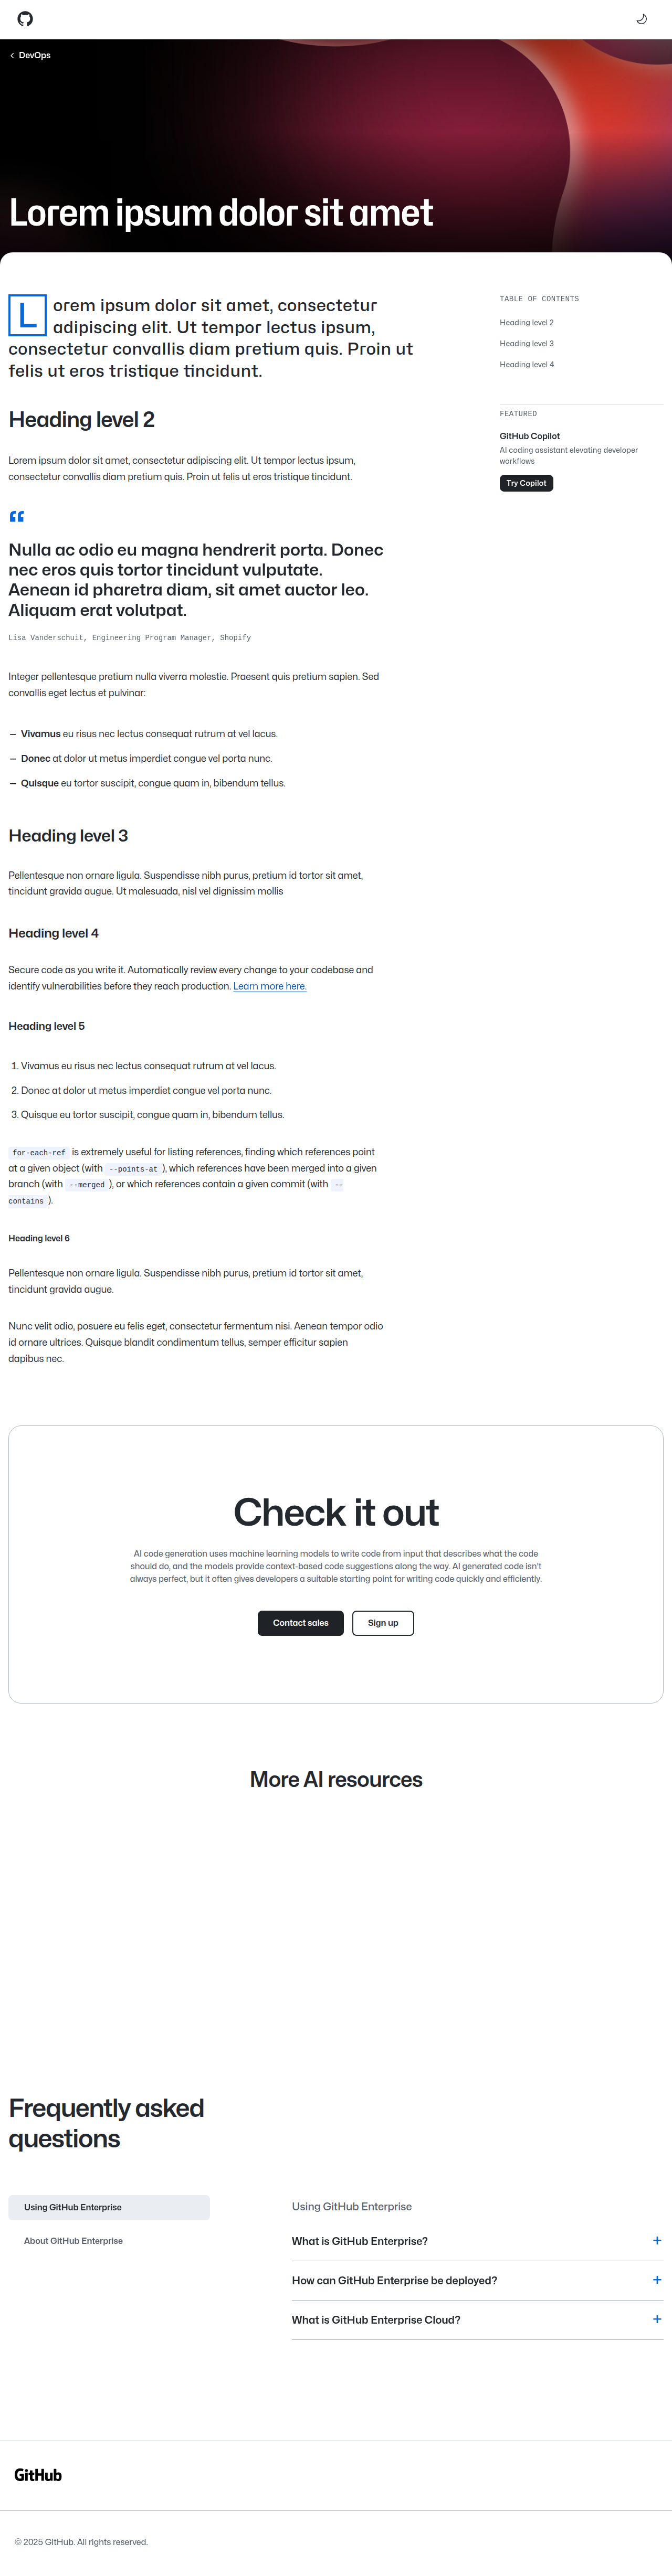 DevOps
Lorem ipsum dolor sit amet
Lorem ipsum dolor sit amet, consectetur
adipiscing elit. Ut tempor lectus ipsum,
consectetur convallis diam pretium quis. Proin ut
felis ut eros tristique tincidunt.
Heading level 2
Lorem ipsum dolor sit amet, consectetur adipiscing elit. Ut tempor lectus ipsum,
consectetur convallis diam pretium quis. Proin ut felis ut eros tristique tincidunt.
“
Nulla ac odio eu magna hendrerit porta. Donec
nec eros quis tortor tincidunt vulputate.
Aenean id pharetra diam, sit amet auctor leo.
Aliquam erat volutpat.
Lisa Vanderschuit, Engineering Program Manager, Shopify
Integer pellentesque pretium nulla viverra molestie. Praesent quis pretium sapien. Sed
convallis eget lectus et pulvinar:
— Vivamus eu risus nec lectus consequat rutrum at vel lacus.
— Donec at dolor ut metus imperdiet congue vel porta nunc.
— Quisque eu tortor suscipit, congue quam in, bibendum tellus.
Heading level 3
Pellentesque non ornare ligula. Suspendisse nibh purus, pretium id tortor sit amet,
tincidunt gravida augue. Ut malesuada, nisl vel dignissim mollis
Heading level 4
Secure code as you write it. Automatically review every change to your codebase and
identify vulnerabilities before they reach production. Learn more here.
Heading level 5
1. Vivamus eu risus nec lectus consequat rutrum at vel lacus.
2. Donec at dolor ut metus imperdiet congue vel porta nunc.
3. Quisque eu tortor suscipit, congue quam in, bibendum tellus.
for-each-ref is extremely useful for listing references, finding which references point
at a given object (with --points-at ), which references have been merged into a given
branch (with --merged ), or which references contain a given commit (with --
contains ).
Heading level 6
Pellentesque non ornare ligula. Suspendisse nibh purus, pretium id tortor sit amet,
tincidunt gravida augue.
Nunc velit odio, posuere eu felis eget, consectetur fermentum nisi. Aenean tempor odio
id ornare ultrices. Quisque blandit condimentum tellus, semper efficitur sapien
dapibus nec.
TABLE OF CONTENTS
Heading level 2
Heading level 3
Heading level 4
FEATURED
GitHub Copilot
AI coding assistant elevating developer
workflows
Try Copilot
Check it out
AI code generation uses machine learning models to write code from input that describes what the code
should do, and the models provide context-based code suggestions along the way. AI generated code isn't
always perfect, but it often gives developers a suitable starting point for writing code quickly and efficiently.
Contact sales
Sign up
More AI resources
Frequently asked
questions
Using GitHub Enterprise
About GitHub Enterprise
Using GitHub Enterprise
What is GitHub Enterprise?
How can GitHub Enterprise be deployed?
What is GitHub Enterprise Cloud?
GitHub
© 2025 GitHub. All rights reserved.